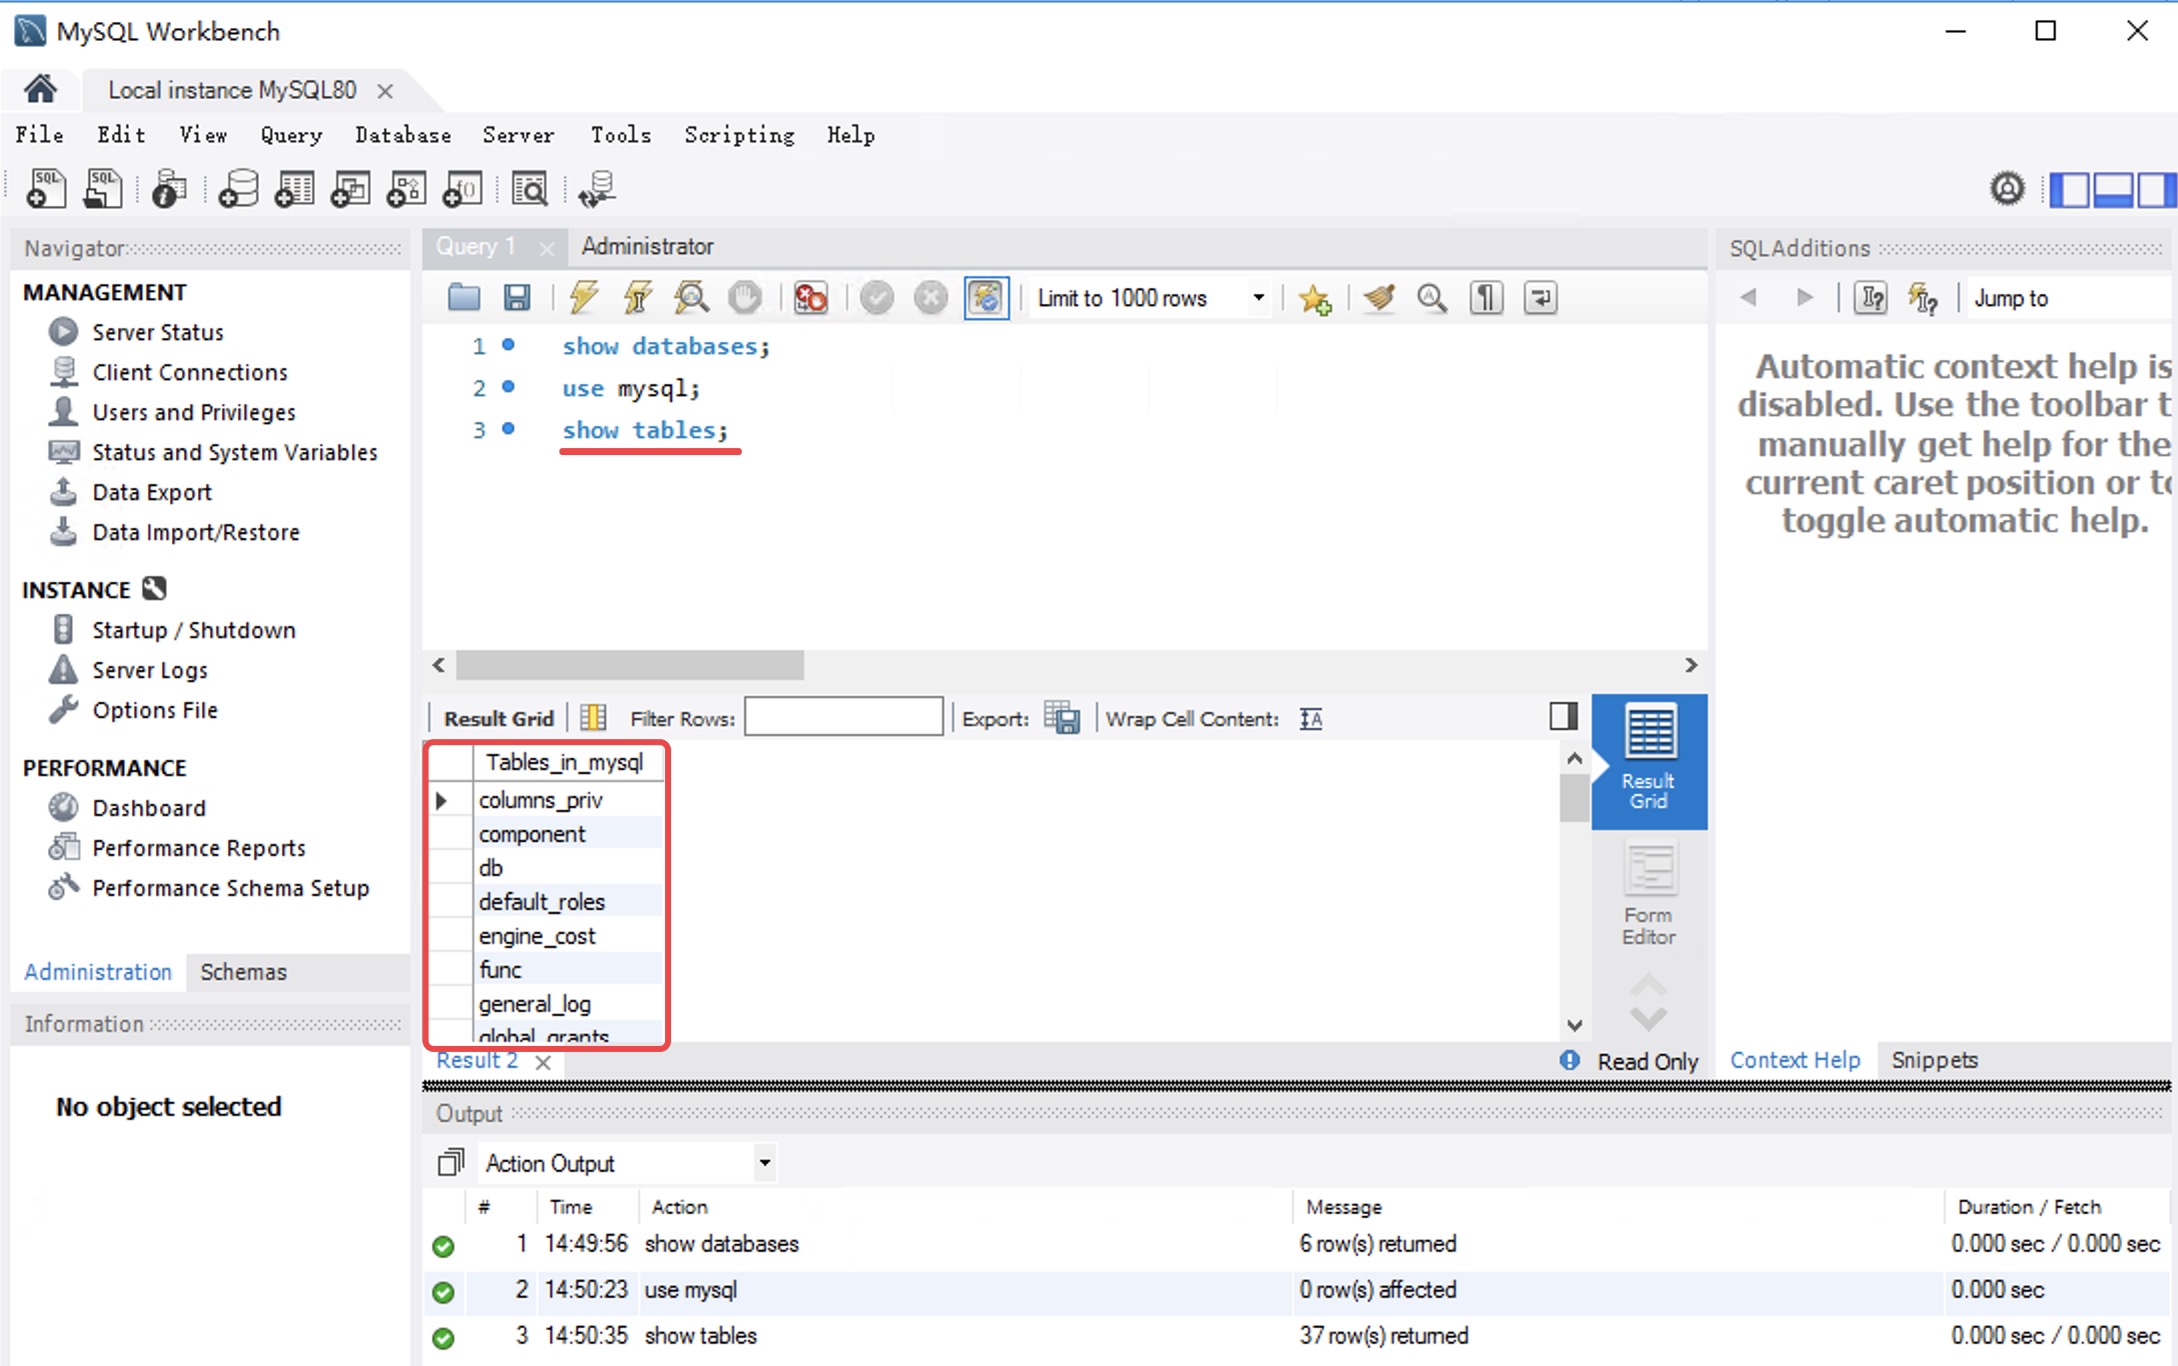 MySQL Workbench
Local instance MySQL80
File Edit View Query Database Server Tools Scripting Help
Navigator
MANAGEMENT
Server Status
Client Connections
Users and Privileges
Status and System Variables
Data Export
Data Import/Restore
INSTANCE
Startup / Shutdown
Server Logs
Options File
PERFORMANCE
Dashboard
Performance Reports
Performance Schema Setup
Administration Schemas
Information
No object selected
Query 1 Administrator
Limit to 1000 rows
1 show databases;
2 use mysql;
3 show tables;
Result Grid Filter Rows: Export: Wrap Cell Content:
Tables_in_mysql
columns_priv
component
db
default_roles
engine_cost
func
general_log
global_grants
Result
Grid
Form
Editor
Result 2 Read Only
SQLAdditions
Jump to
Automatic context help is
disabled. Use the toolbar t
manually get help for the
current caret position or to
toggle automatic help.
Context Help Snippets
Output
Action Output
# Time Action Message Duration / Fetch
1 14:49:56 show databases 6 row(s) returned 0.000 sec / 0.000 sec
2 14:50:23 use mysql 0 row(s) affected 0.000 sec
3 14:50:35 show tables 37 row(s) returned 0.000 sec / 0.000 sec